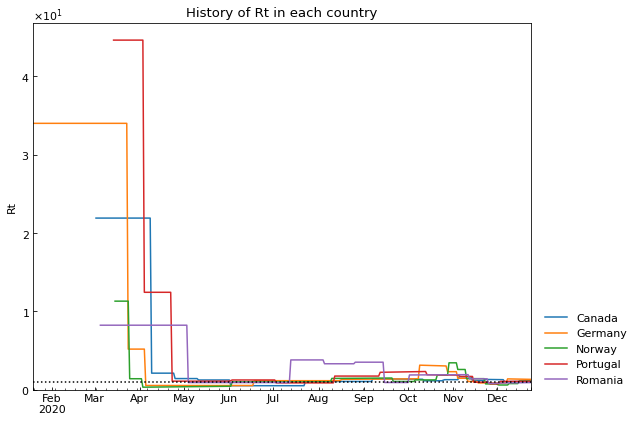 History of Rt in each country
×10¹
4
3
2
1
0
Rt
Feb Mar Apr May Jun Jul Aug Sep Oct Nov Dec
2020
Canada
Germany
Norway
Portugal
Romania